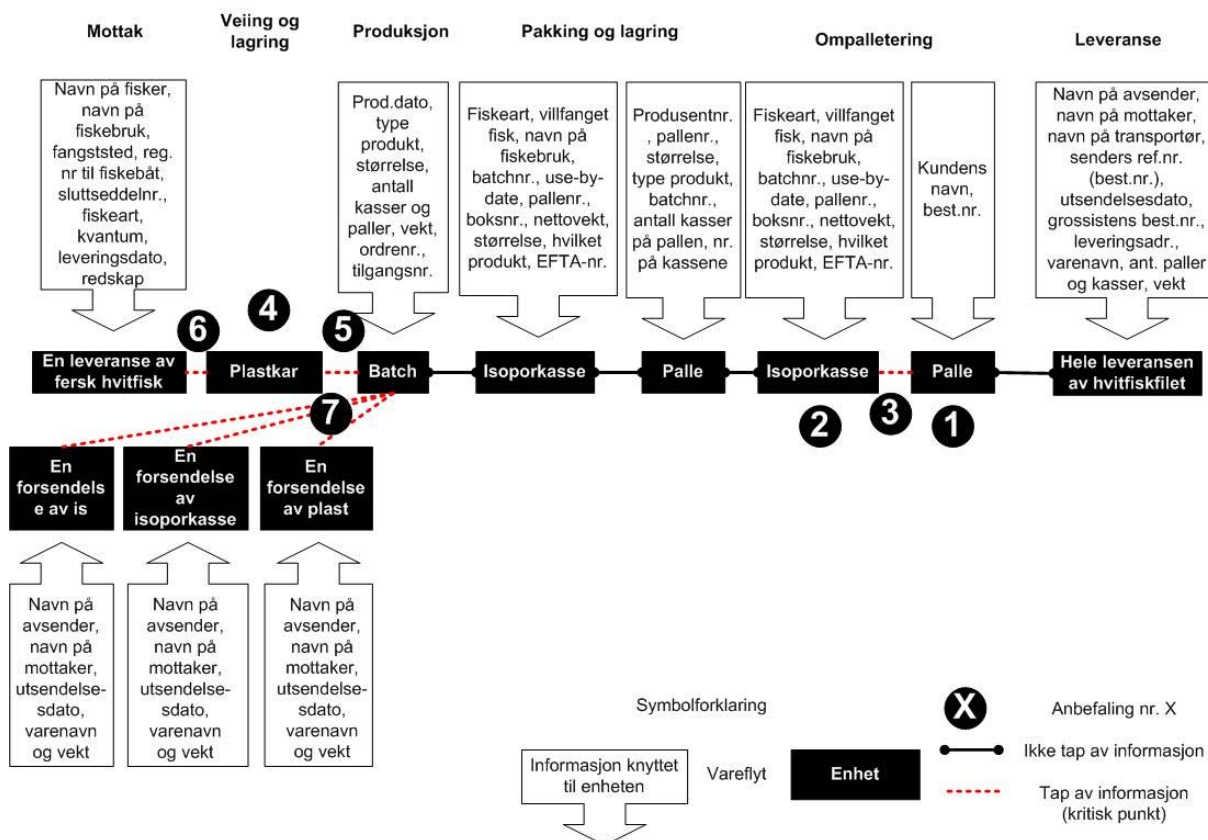 Mottak
Veiing og
lagring
Produksjon
Pakking og lagring
Ompalletering
Leveranse
Navn på fisker,
navn på
fiskebruk,
fangststed, reg.
nr til fiskebåt,
sluttseddelnr.,
fiskeart,
kvantum,
leveringsdato,
redskap
Prod.dato,
type
produkt,
størrelse,
antall
kasser og
paller, vekt,
ordrenr.,
tilgangsnr.
Fiskeart, villfanget
fisk, navn på
fiskebruk,
batchnr., use-by-
date, pallenr.,
boksnr., nettovekt,
størrelse, hvilket
produkt, EFTA-nr.
Produsentnr.
, pallenr.,
størrelse,
type produkt,
batchnr.,
antall kasser
på pallen, nr.
på kassene
Fiskeart, villfanget
fisk, navn på
fiskebruk,
batchnr., use-by-
date, pallenr.,
boksnr., nettovekt,
størrelse, hvilket
produkt, EFTA-nr.
Kundens
navn,
best.nr.
Navn på avsender,
navn på mottaker,
navn på transportør,
senders ref.nr.
(best.nr.),
utsendelsesdato,
grossistens best.nr.,
leveringsadr.,
varenavn, ant. paller
og kasser, vekt
6
4
5
En leveranse av
fersk hvitfisk
Plastkar
Batch
Isoporkasse
Palle
Isoporkasse
Palle
Hele leveransen
av hvitfiskfilet
7
2
3
1
En
forsendels
e av is
En
forsendelse
av
isoporkasse
En
forsendelse
av plast
Navn på
avsender,
navn på
mottaker,
utsendelse-
sdato,
varenavn
og vekt
Navn på
avsender,
navn på
mottaker,
utsendelse-
sdato,
varenavn
og vekt
Navn på
avsender,
navn på
mottaker,
utsendelse-
sdato,
varenavn
og vekt
Symbolforklaring
Informasjon knyttet
til enheten
Vareflyt
Enhet
X
Anbefaling nr. X
Ikke tap av informasjon
Tap av informasjon
(kritisk punkt)